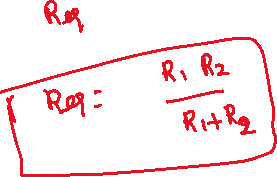 Req
Req = R1 R2 / R1+R2